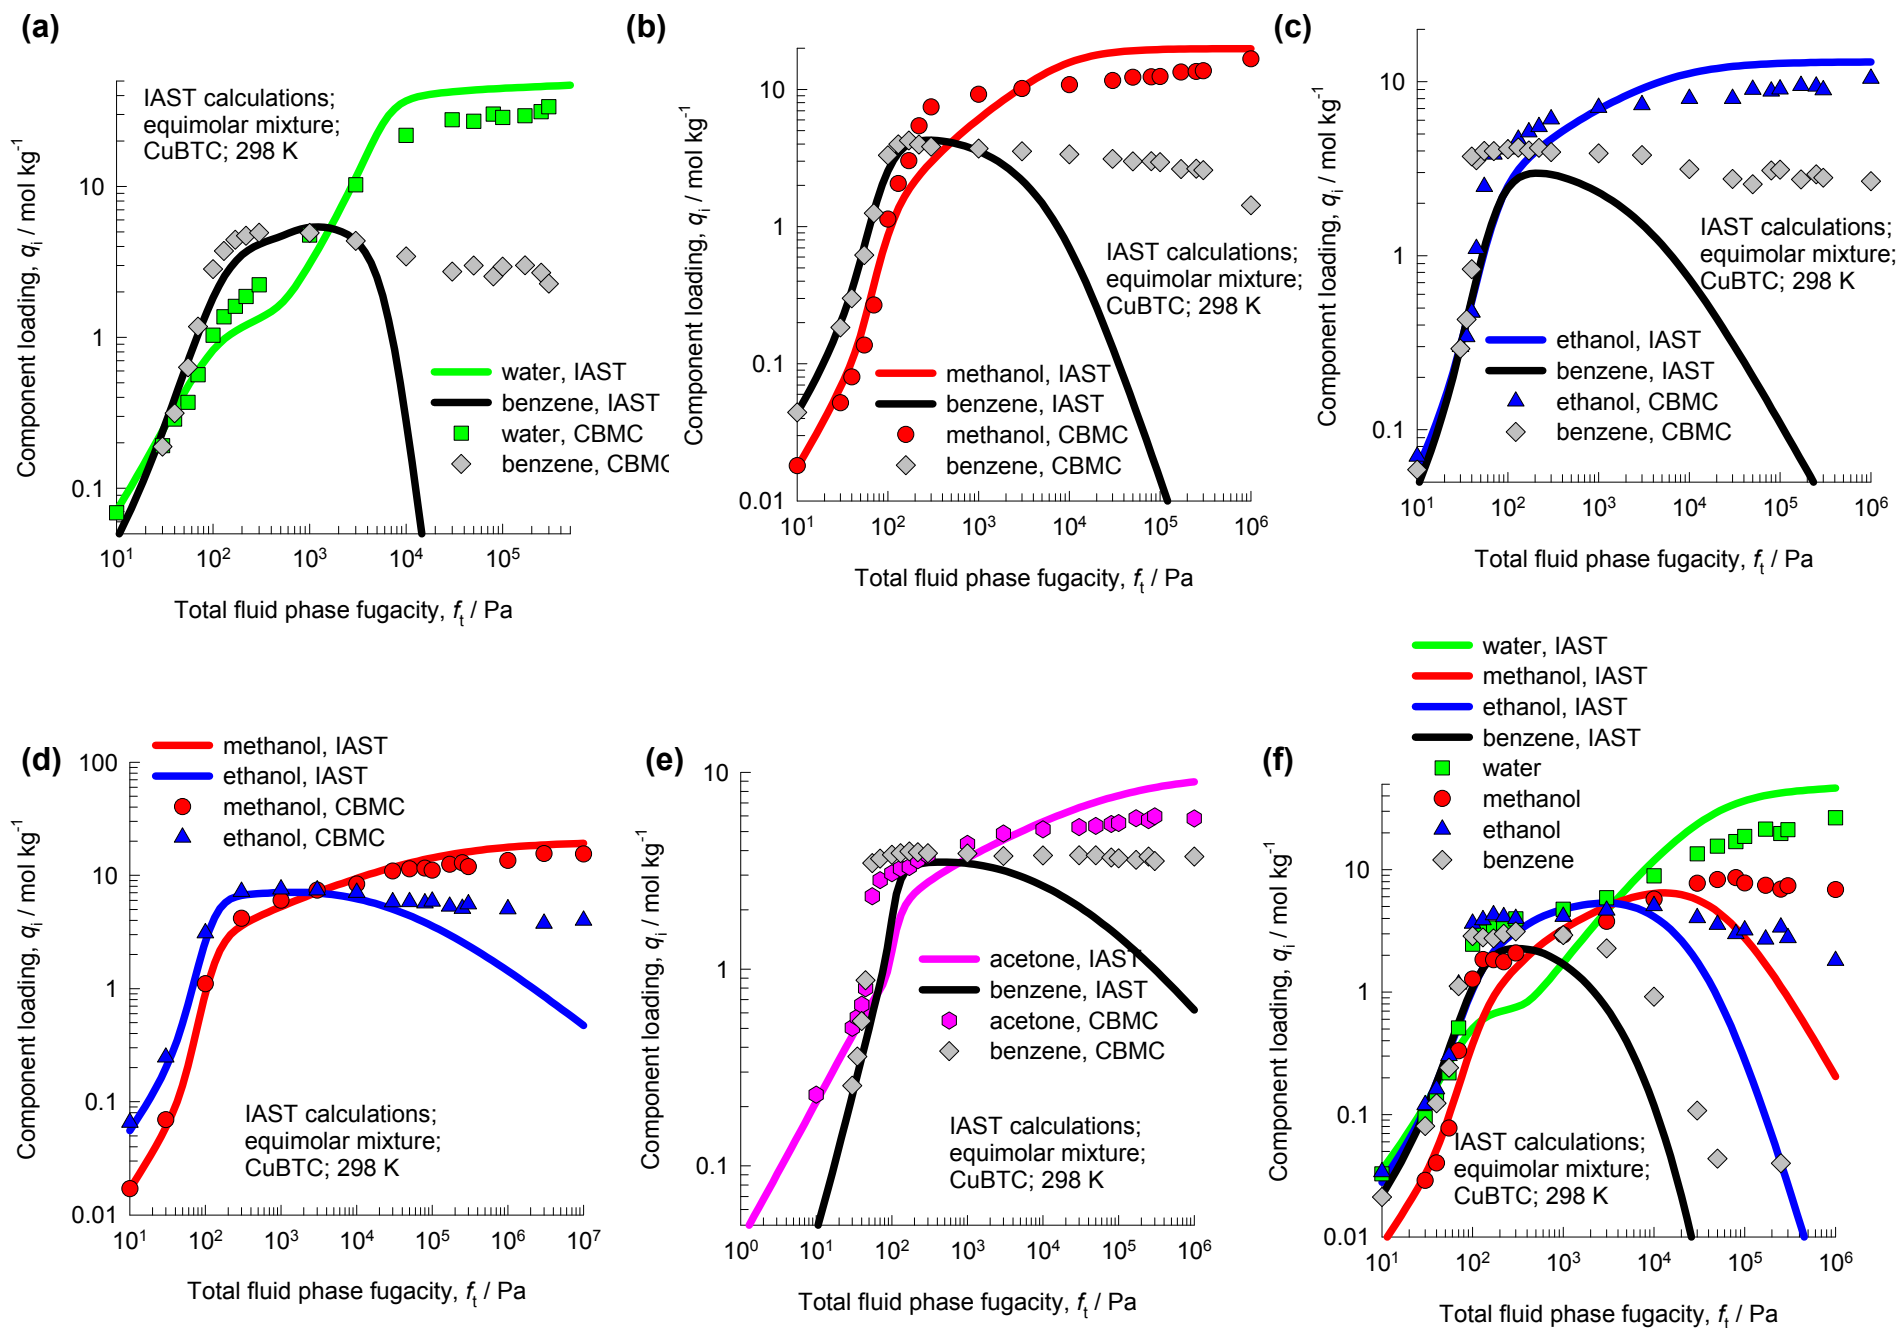 (a)
IAST calculations;
equimolar mixture;
CuBTC; 298 K
Component loading, qi / mol kg-1
10
1
0.1
water, IAST
benzene, IAST
water, CBMC
benzene, CBMC
10¹ 10² 10³ 10⁴ 10⁵
Total fluid phase fugacity, ft / Pa
(b)
Component loading, qi / mol kg-1
10
1
0.1
0.01
IAST calculations;
equimolar mixture;
CuBTC; 298 K
methanol, IAST
benzene, IAST
methanol, CBMC
benzene, CBMC
10¹ 10² 10³ 10⁴ 10⁵ 10⁶
Total fluid phase fugacity, ft / Pa
(c)
Component loading, qi / mol kg-1
10
1
0.1
IAST calculations;
equimolar mixture;
CuBTC; 298 K
ethanol, IAST
benzene, IAST
ethanol, CBMC
benzene, CBMC
10¹ 10² 10³ 10⁴ 10⁵ 10⁶
Total fluid phase fugacity, ft / Pa
(d)
methanol, IAST
ethanol, IAST
methanol, CBMC
ethanol, CBMC
Component loading, qi / mol kg-1
100
10
1
0.1
0.01
IAST calculations;
equimolar mixture;
CuBTC; 298 K
10¹ 10² 10³ 10⁴ 10⁵ 10⁶ 10⁷
Total fluid phase fugacity, ft / Pa
(e)
Component loading, qi / mol kg-1
10
1
0.1
acetone, IAST
benzene, IAST
acetone, CBMC
benzene, CBMC
IAST calculations;
equimolar mixture;
CuBTC; 298 K
10⁰ 10¹ 10² 10³ 10⁴ 10⁵ 10⁶
Total fluid phase fugacity, ft / Pa
water, IAST
methanol, IAST
ethanol, IAST
benzene, IAST
water
methanol
ethanol
benzene
(f)
Component loading, qi / mol kg-1
10
1
0.1
0.01
IAST calculations;
equimolar mixture;
CuBTC; 298 K
10¹ 10² 10³ 10⁴ 10⁵ 10⁶
Total fluid phase fugacity, ft / Pa